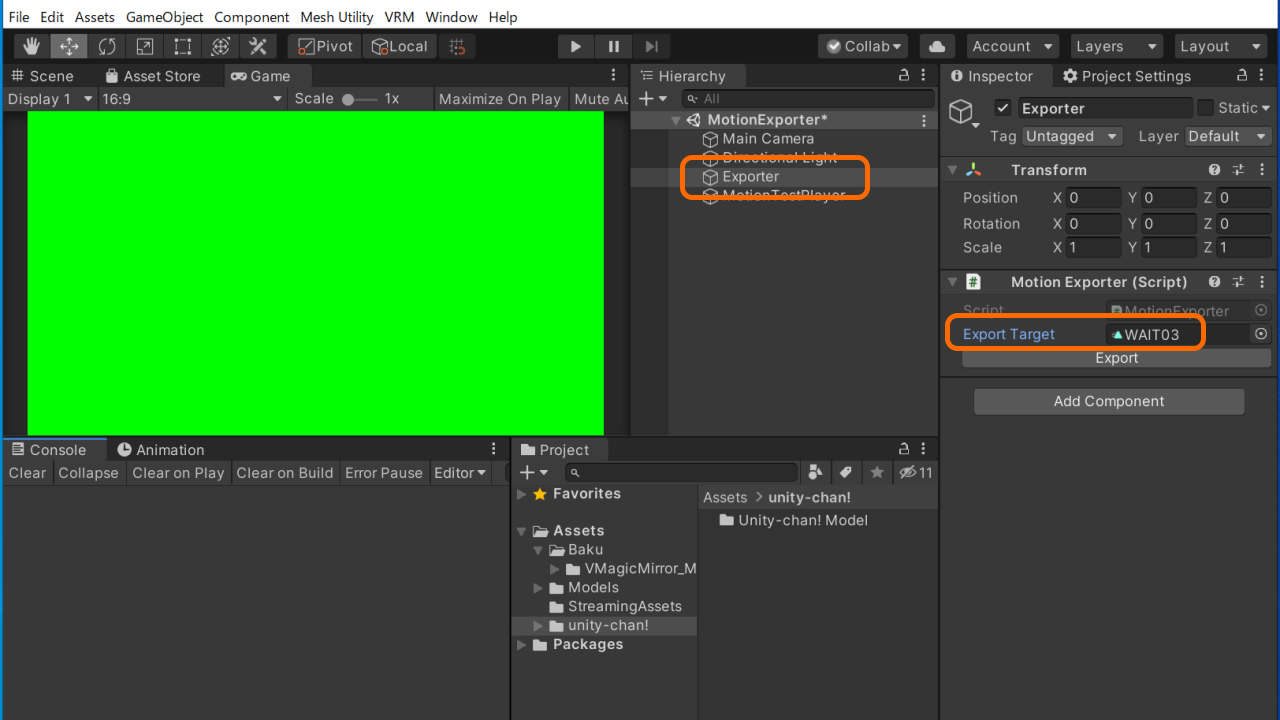 File Edit Assets GameObject Component Mesh Utility VRM Window Help
Pivot Local Collab Account Layers Layout
Scene Asset Store Game
Display 1 16:9 Scale 1x Maximize On Play Mute Au
Hierarchy
All
MotionExporter*
Main Camera
Directional Light
Exporter
MotionTestPlayer
Inspector Project Settings
Exporter Static
Tag Untagged Layer Default
Transform
Position X 0 Y 0 Z 0
Rotation X 0 Y 0 Z 0
Scale X 1 Y 1 Z 1
Motion Exporter (Script)
Script MotionExporter
Export Target WAIT03
Export
Add Component
Console Animation
Clear Collapse Clear on Play Clear on Build Error Pause Editor
Project
11
Favorites
Assets
Baku
VMagicMirror_M
Models
StreamingAssets
unity-chan!
Packages
Assets > unity-chan!
Unity-chan! Model